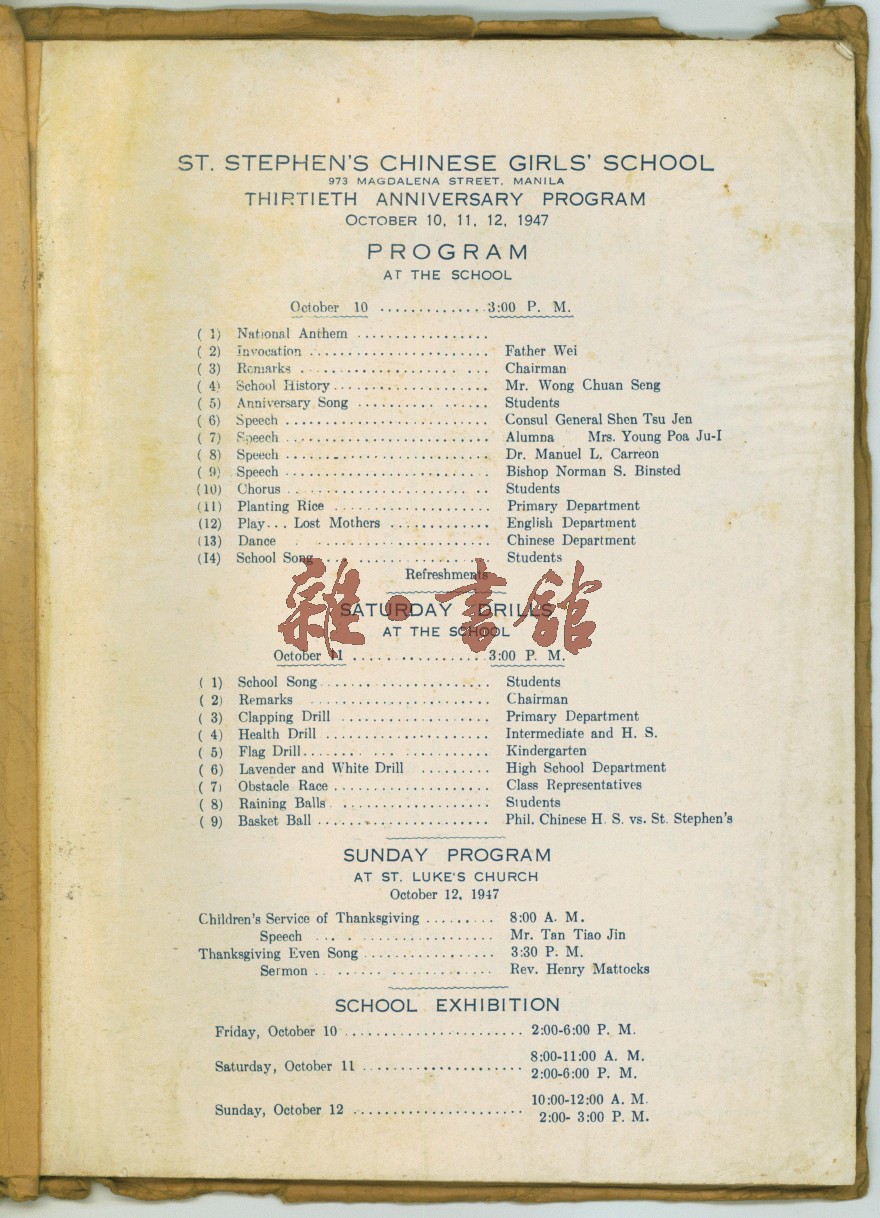 ST. STEPHEN'S CHINESE GIRLS' SCHOOL
973 MAGDALENA STREET, MANILA
THIRTIETH ANNIVERSARY PROGRAM
OCTOBER 10, 11, 12, 1947
PROGRAM
AT THE SCHOOL
October 10 .............. 3:00 P. M.
( 1) National Anthem .................
( 2) Invocation ....................... Father Wei
( 3) Remarks ....................... Chairman
( 4) School History .................... Mr. Wong Chuan Seng
( 5) Anniversary Song ................. Students
( 6) Speech .......................... Consul General Shen Tsu Jen
( 7) Speech .......................... Alumna Mrs. Young Poa Ju-I
( 8) Speech .......................... Dr. Manuel L. Carreon
( 9) Speech .......................... Bishop Norman S. Binsted
(10) Chorus .......................... Students
(11) Planting Rice .................... Primary Department
(12) Play... Lost Mothers ............. English Department
(13) Dance .......................... Chinese Department
(14) School Song ..................... Students
Refreshments
雜·書館
SATURDAY DRILLS
AT THE SCHOOL
October 11 ................ 3:00 P. M.
( 1) School Song ...................... Students
( 2) Remarks ....................... Chairman
( 3) Clapping Drill ................... Primary Department
( 4) Health Drill ..................... Intermediate and H. S.
( 5) Flag Drill ........................ Kindergarten
( 6) Lavender and White Drill ......... High School Department
( 7) Obstacle Race .................... Class Representatives
( 8) Raining Balls ................... Students
( 9) Basket Ball ...................... Phil. Chinese H. S. vs. St. Stephen's
SUNDAY PROGRAM
AT ST. LUKE'S CHURCH
October 12, 1947
Children's Service of Thanksgiving ......... 8:00 A. M.
Speech ..................... Mr. Tan Tiao Jin
Thanksgiving Even Song ................. 3:30 P. M.
Sermon ...................... Rev. Henry Mattocks
SCHOOL EXHIBITION
Friday, October 10 ....................... 2:00-6:00 P. M.
8:00-11:00 A. M.
Saturday, October 11 .....................
2:00-6:00 P. M.
10:00-12:00 A. M.
Sunday, October 12 ......................
2:00- 3:00 P. M.